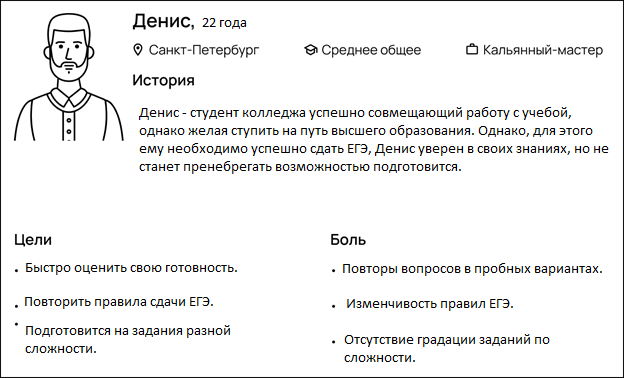 Денис, 22 года
Санкт-Петербург Среднее общее Кальянный-мастер
История
Денис - студент колледжа успешно совмещающий работу с учебой,
однако желая ступить на путь высшего образования. Однако, для этого
ему необходимо успешно сдать ЕГЭ, Денис уверен в своих знаниях, но не
станет пренебрегать возможностью подготовится.
Цели
• Быстро оценить свою готовность.
• Повторить правила сдачи ЕГЭ.
• Подготовится на задания разной
сложности.
Боль
• Повторы вопросов в пробных вариантах.
• Изменчивость правил ЕГЭ.
• Отсутствие градации заданий по
сложности.